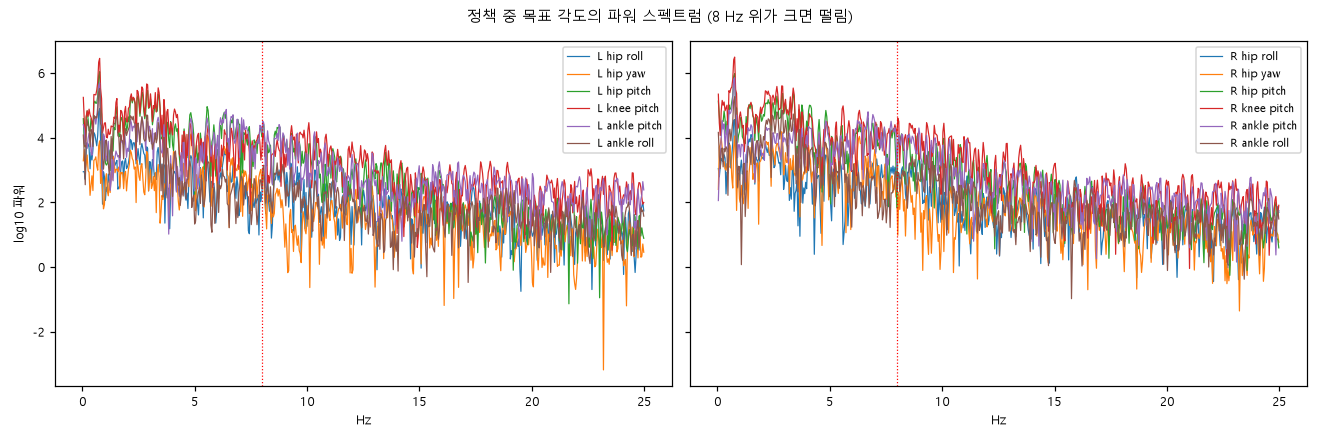 정책 중 목표 각도의 파워 스펙트럼 (8 Hz 위가 크면 떨림)
log10 파워
6
4
2
0
-2
L hip roll
L hip yaw
L hip pitch
L knee pitch
L ankle pitch
L ankle roll
0
5
10
15
20
25
Hz
R hip roll
R hip yaw
R hip pitch
R knee pitch
R ankle pitch
R ankle roll
0
5
10
15
20
25
Hz